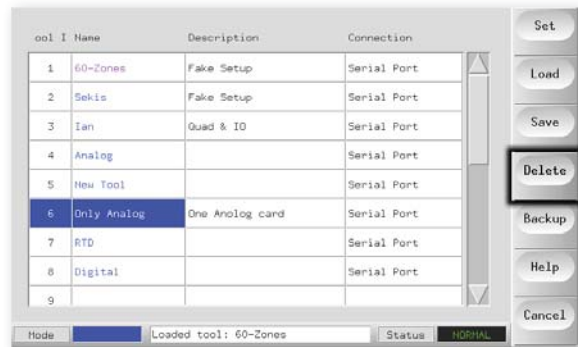 ool I Name Description Connection
1 60-Zones Fake Setup Serial Port
2 Sekis Fake Setup Serial Port
3 Ian Quad & IO Serial Port
4 Analog Serial Port
5 New Tool Serial Port
6 Only Analog One Anolog card Serial Port
7 RTD Serial Port
8 Digital Serial Port
9
Set
Load
Save
Delete
Backup
Help
Cancel
Mode Loaded tool: 60-Zones Status NORMAL